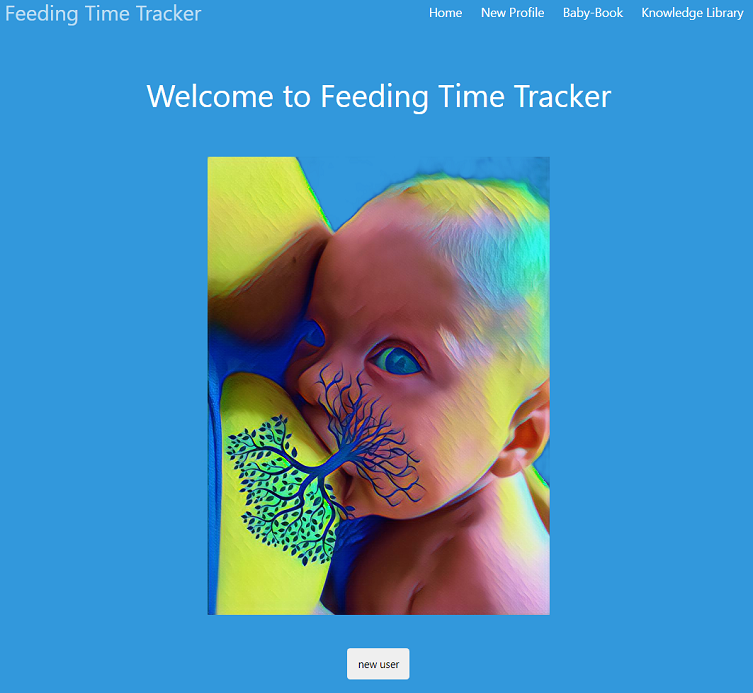 Feeding Time Tracker
Home New Profile Baby-Book Knowledge Library
Welcome to Feeding Time Tracker
new user